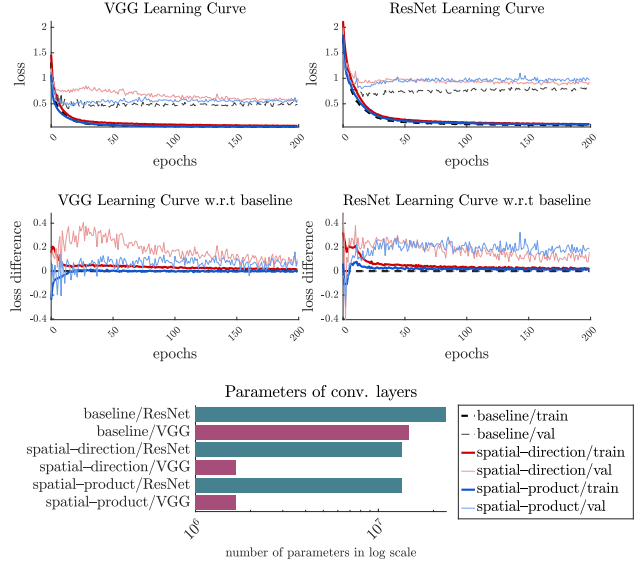 VGG Learning Curve
ResNet Learning Curve
2
1.5
1
0.5
loss
0
50
100
150
200
epochs
2
1.5
1
0.5
loss
0
50
100
150
200
epochs
VGG Learning Curve w.r.t baseline
ResNet Learning Curve w.r.t baseline
0.4
0.2
0
-0.2
-0.4
loss difference
0
50
100
150
200
epochs
0.4
0.2
0
-0.2
-0.4
loss difference
0
50
100
150
200
epochs
Parameters of conv. layers
baseline/ResNet
baseline/VGG
spatial–direction/ResNet
spatial–direction/VGG
spatial–product/ResNet
spatial–product/VGG
10^6
10^7
number of parameters in log scale
baseline/train
baseline/val
spatial–direction/train
spatial–direction/val
spatial–product/train
spatial–product/val